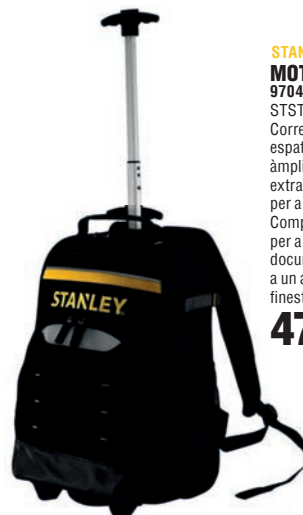 STANLEY
STAN
MOT
9704
STST
Corre
espat
àmpli
extra
per a
Comp
per a
docum
a un a
finest
47